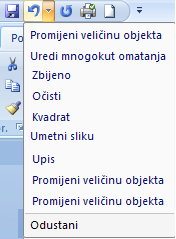 Promijeni veličinu objekta
Uredi mnogokut omatanja
Zbijeno
Očisti
Kvadrat
Umetni sliku
Upis
Promijeni veličinu objekta
Promijeni veličinu objekta
Odustani
Po
r.